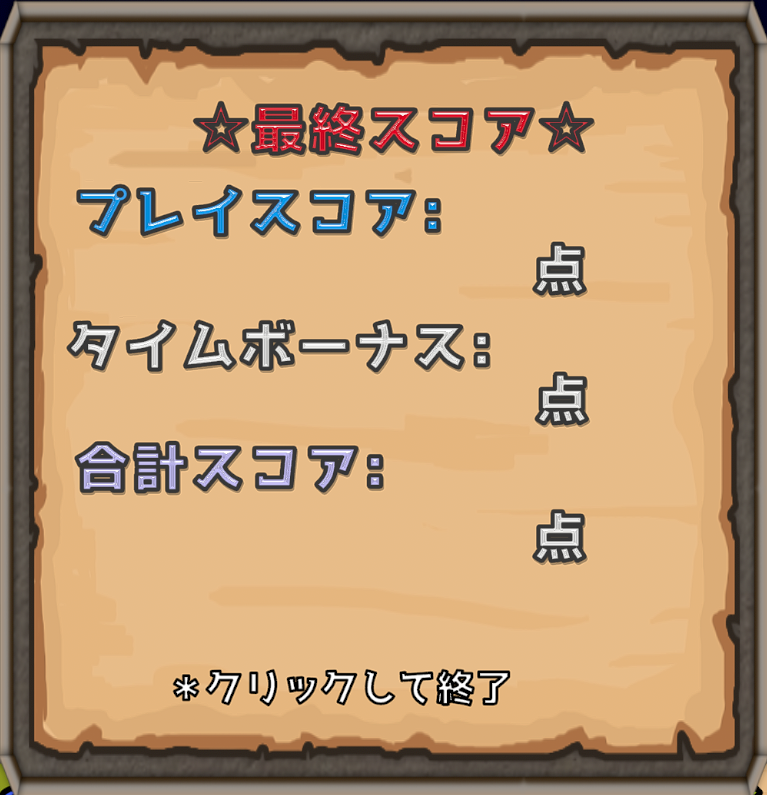 ☆最終スコア☆
プレイスコア:
点
タイムボーナス:
点
合計スコア:
点
*クリックして終了